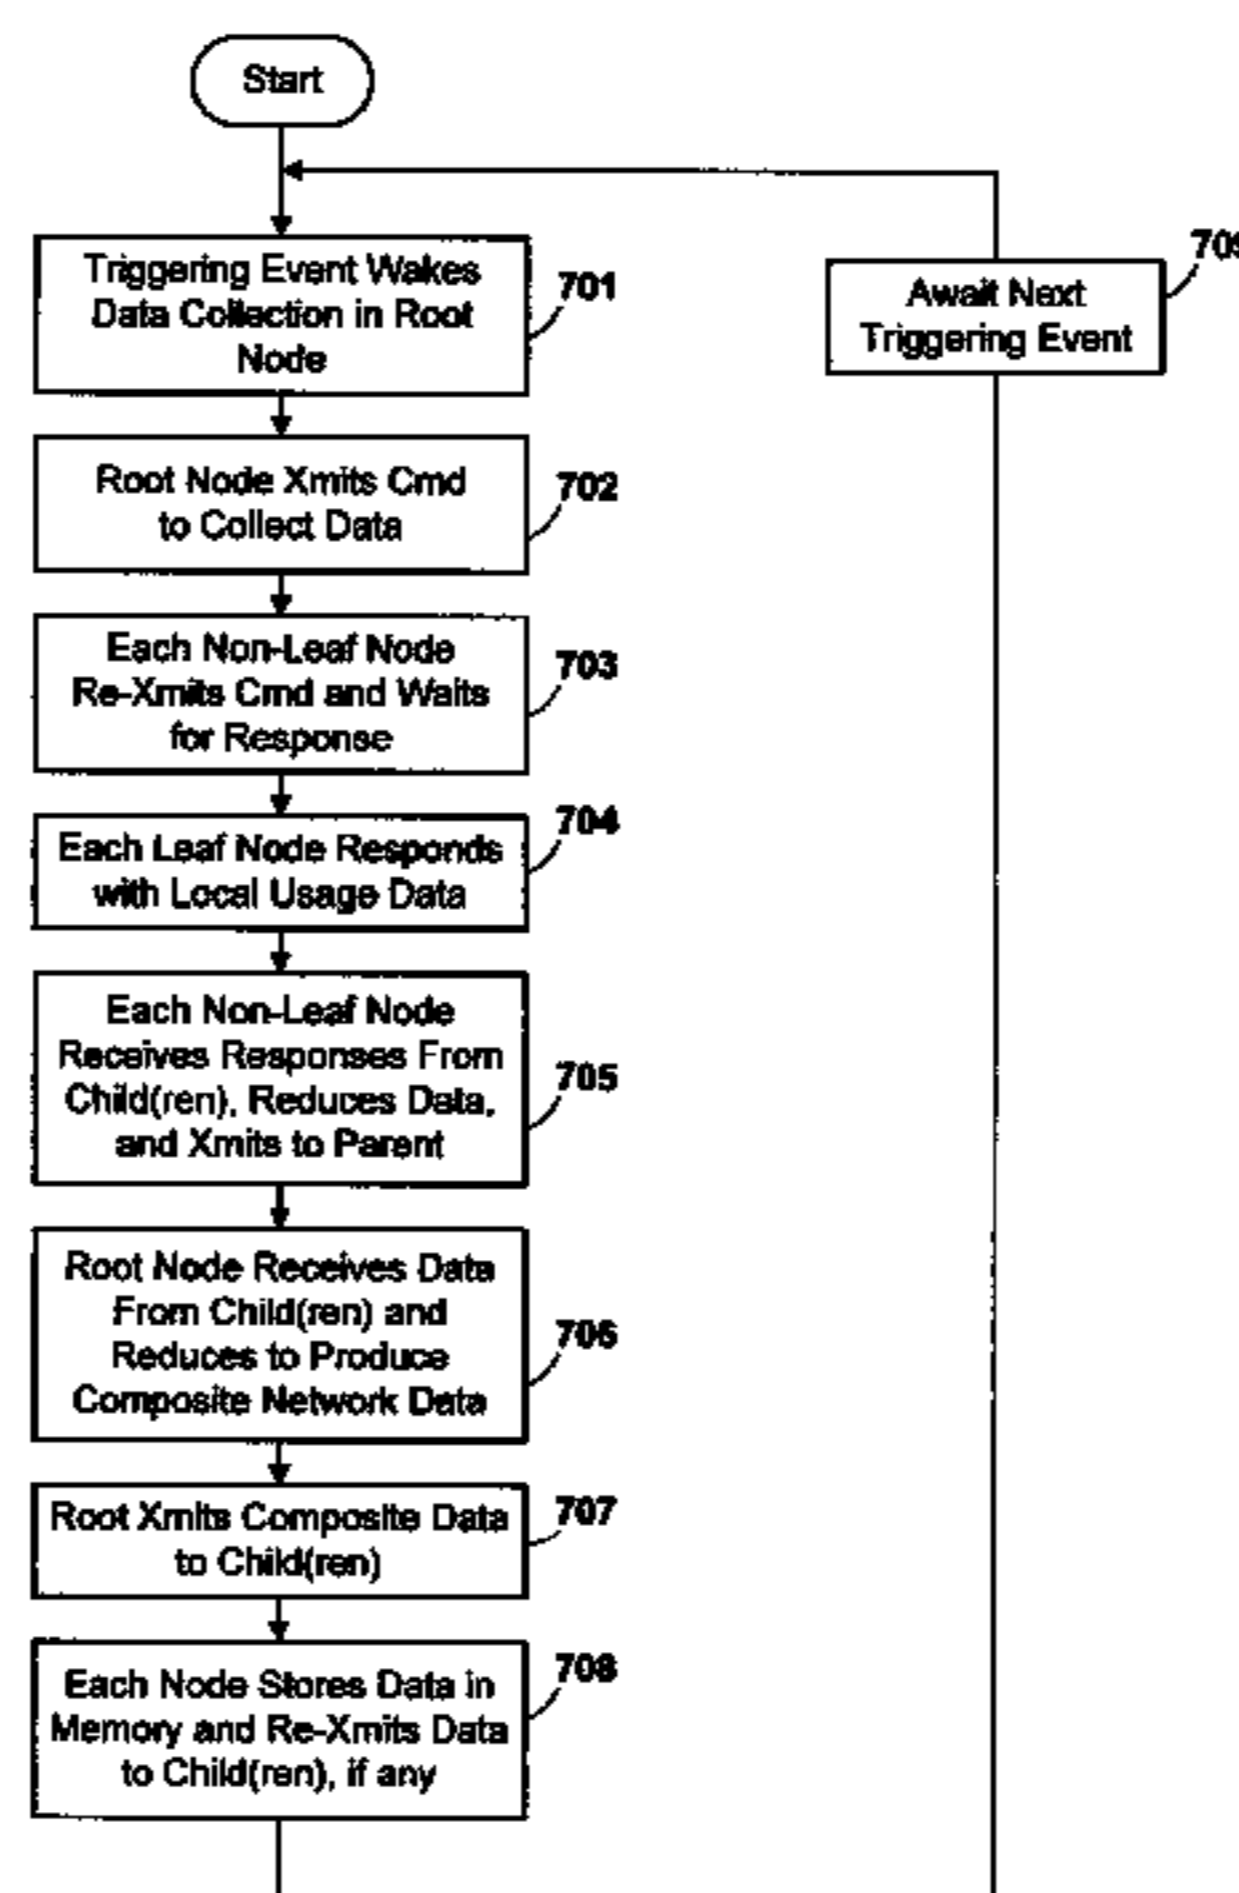 Start
Triggering Event Wakes
Data Collection in Root
Node
701
Root Node Xmits Cmd
to Collect Data
702
Each Non-Leaf Node
Re-Xmits Cmd and Waits
for Response
703
Each Leaf Node Responds
with Local Usage Data
704
Each Non-Leaf Node
Receives Responses From
Child(ren), Reduces Data,
and Xmits to Parent
705
Root Node Receives Data
From Child(ren) and
Reduces to Produce
Composite Network Data
706
Root Xmits Composite Data
to Child(ren)
707
Each Node Stores Data in
Memory and Re-Xmits Data
to Child(ren), if any
708
Await Next
Triggering Event
709